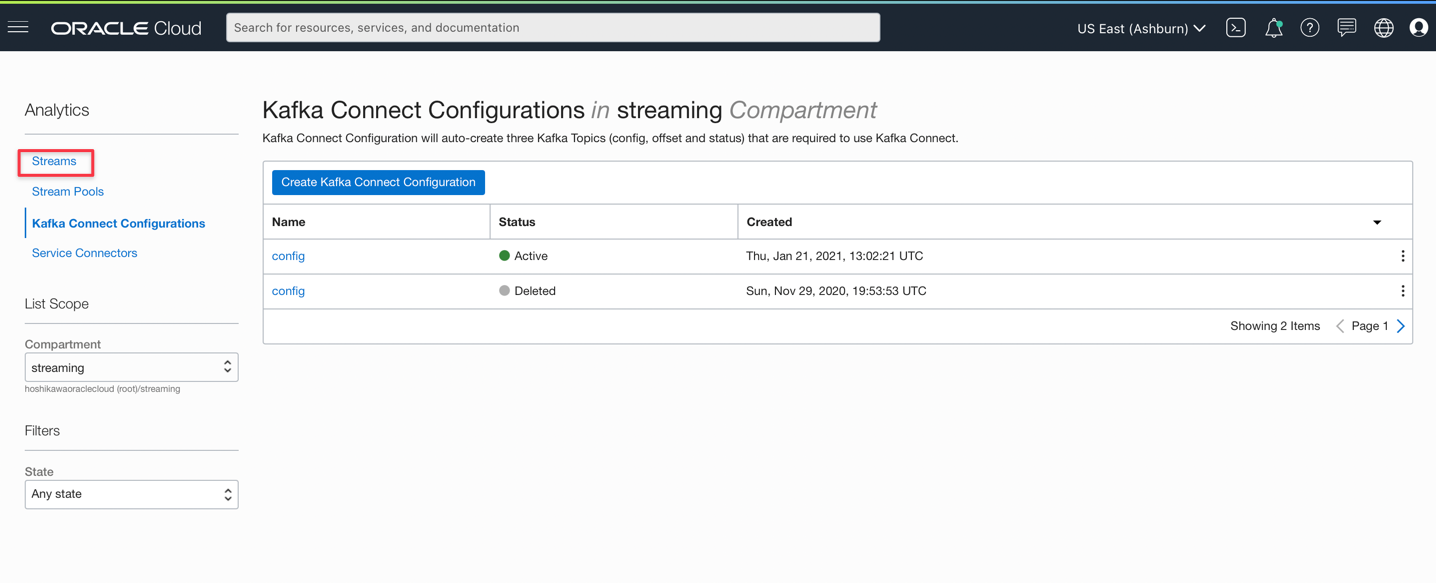 ORACLE Cloud
Search for resources, services, and documentation
US East (Ashburn)
Analytics
Streams
Stream Pools
Kafka Connect Configurations
Service Connectors
List Scope
Compartment
streaming
hoshikawaoraclecloud (root)/streaming
Filters
State
Any state
Kafka Connect Configurations in streaming Compartment
Kafka Connect Configuration will auto-create three Kafka Topics (config, offset and status) that are required to use Kafka Connect.
Create Kafka Connect Configuration
Name Status Created
config Active Thu, Jan 21, 2021, 13:02:21 UTC
config Deleted Sun, Nov 29, 2020, 19:53:53 UTC
Showing 2 Items Page 1